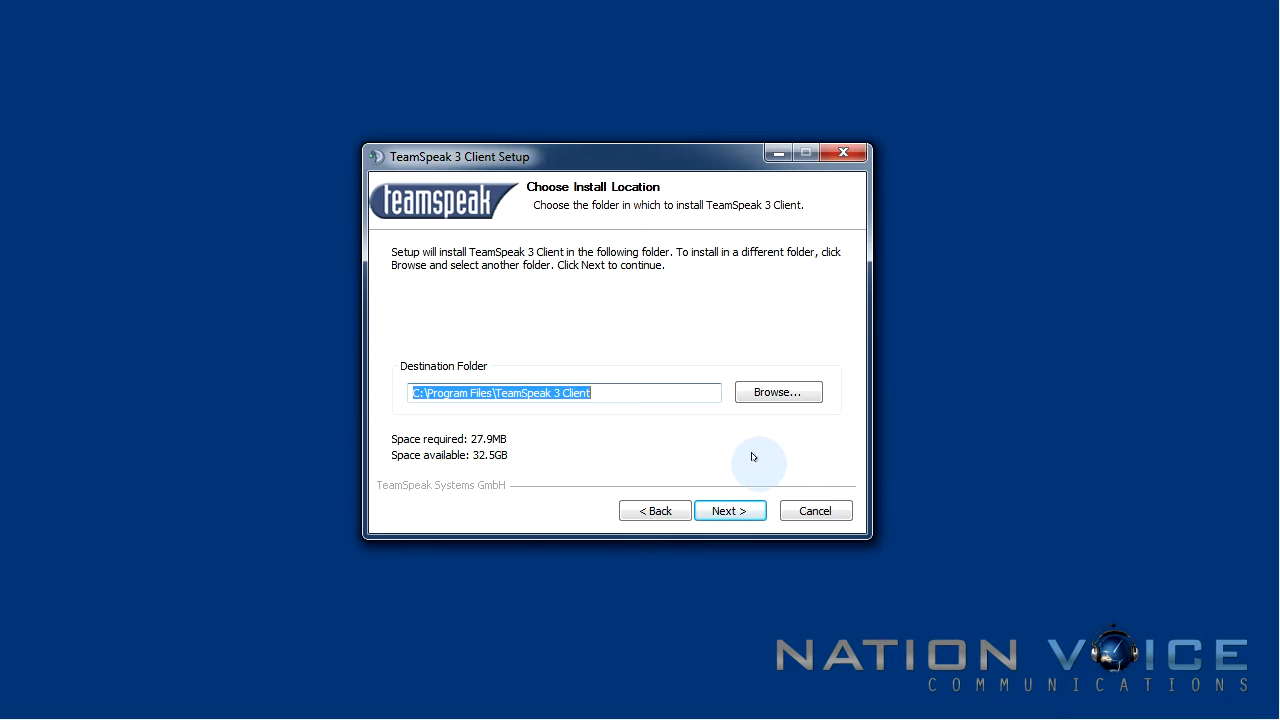 TeamSpeak 3 Client Setup
teamspeak
Choose Install Location
Choose the folder in which to install TeamSpeak 3 Client.
Setup will install TeamSpeak 3 Client in the following folder. To install in a different folder, click
Browse and select another folder. Click Next to continue.
Destination Folder
C:\Program Files\TeamSpeak 3 Client
Browse...
Space required: 27.9MB
Space available: 32.5GB
TeamSpeak Systems GmbH
< Back
Next >
Cancel
NATION VOICE
COMMUNICATIONS